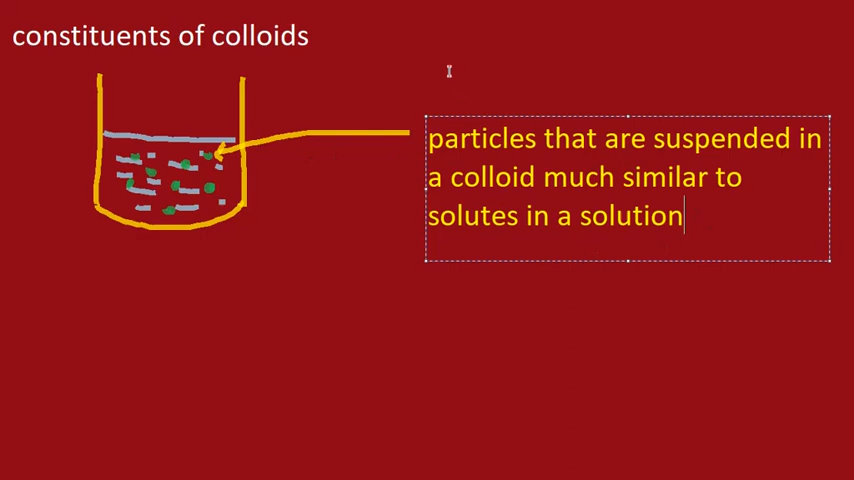 constituents of colloids
particles that are suspended in
a colloid much similar to
solutes in a solution